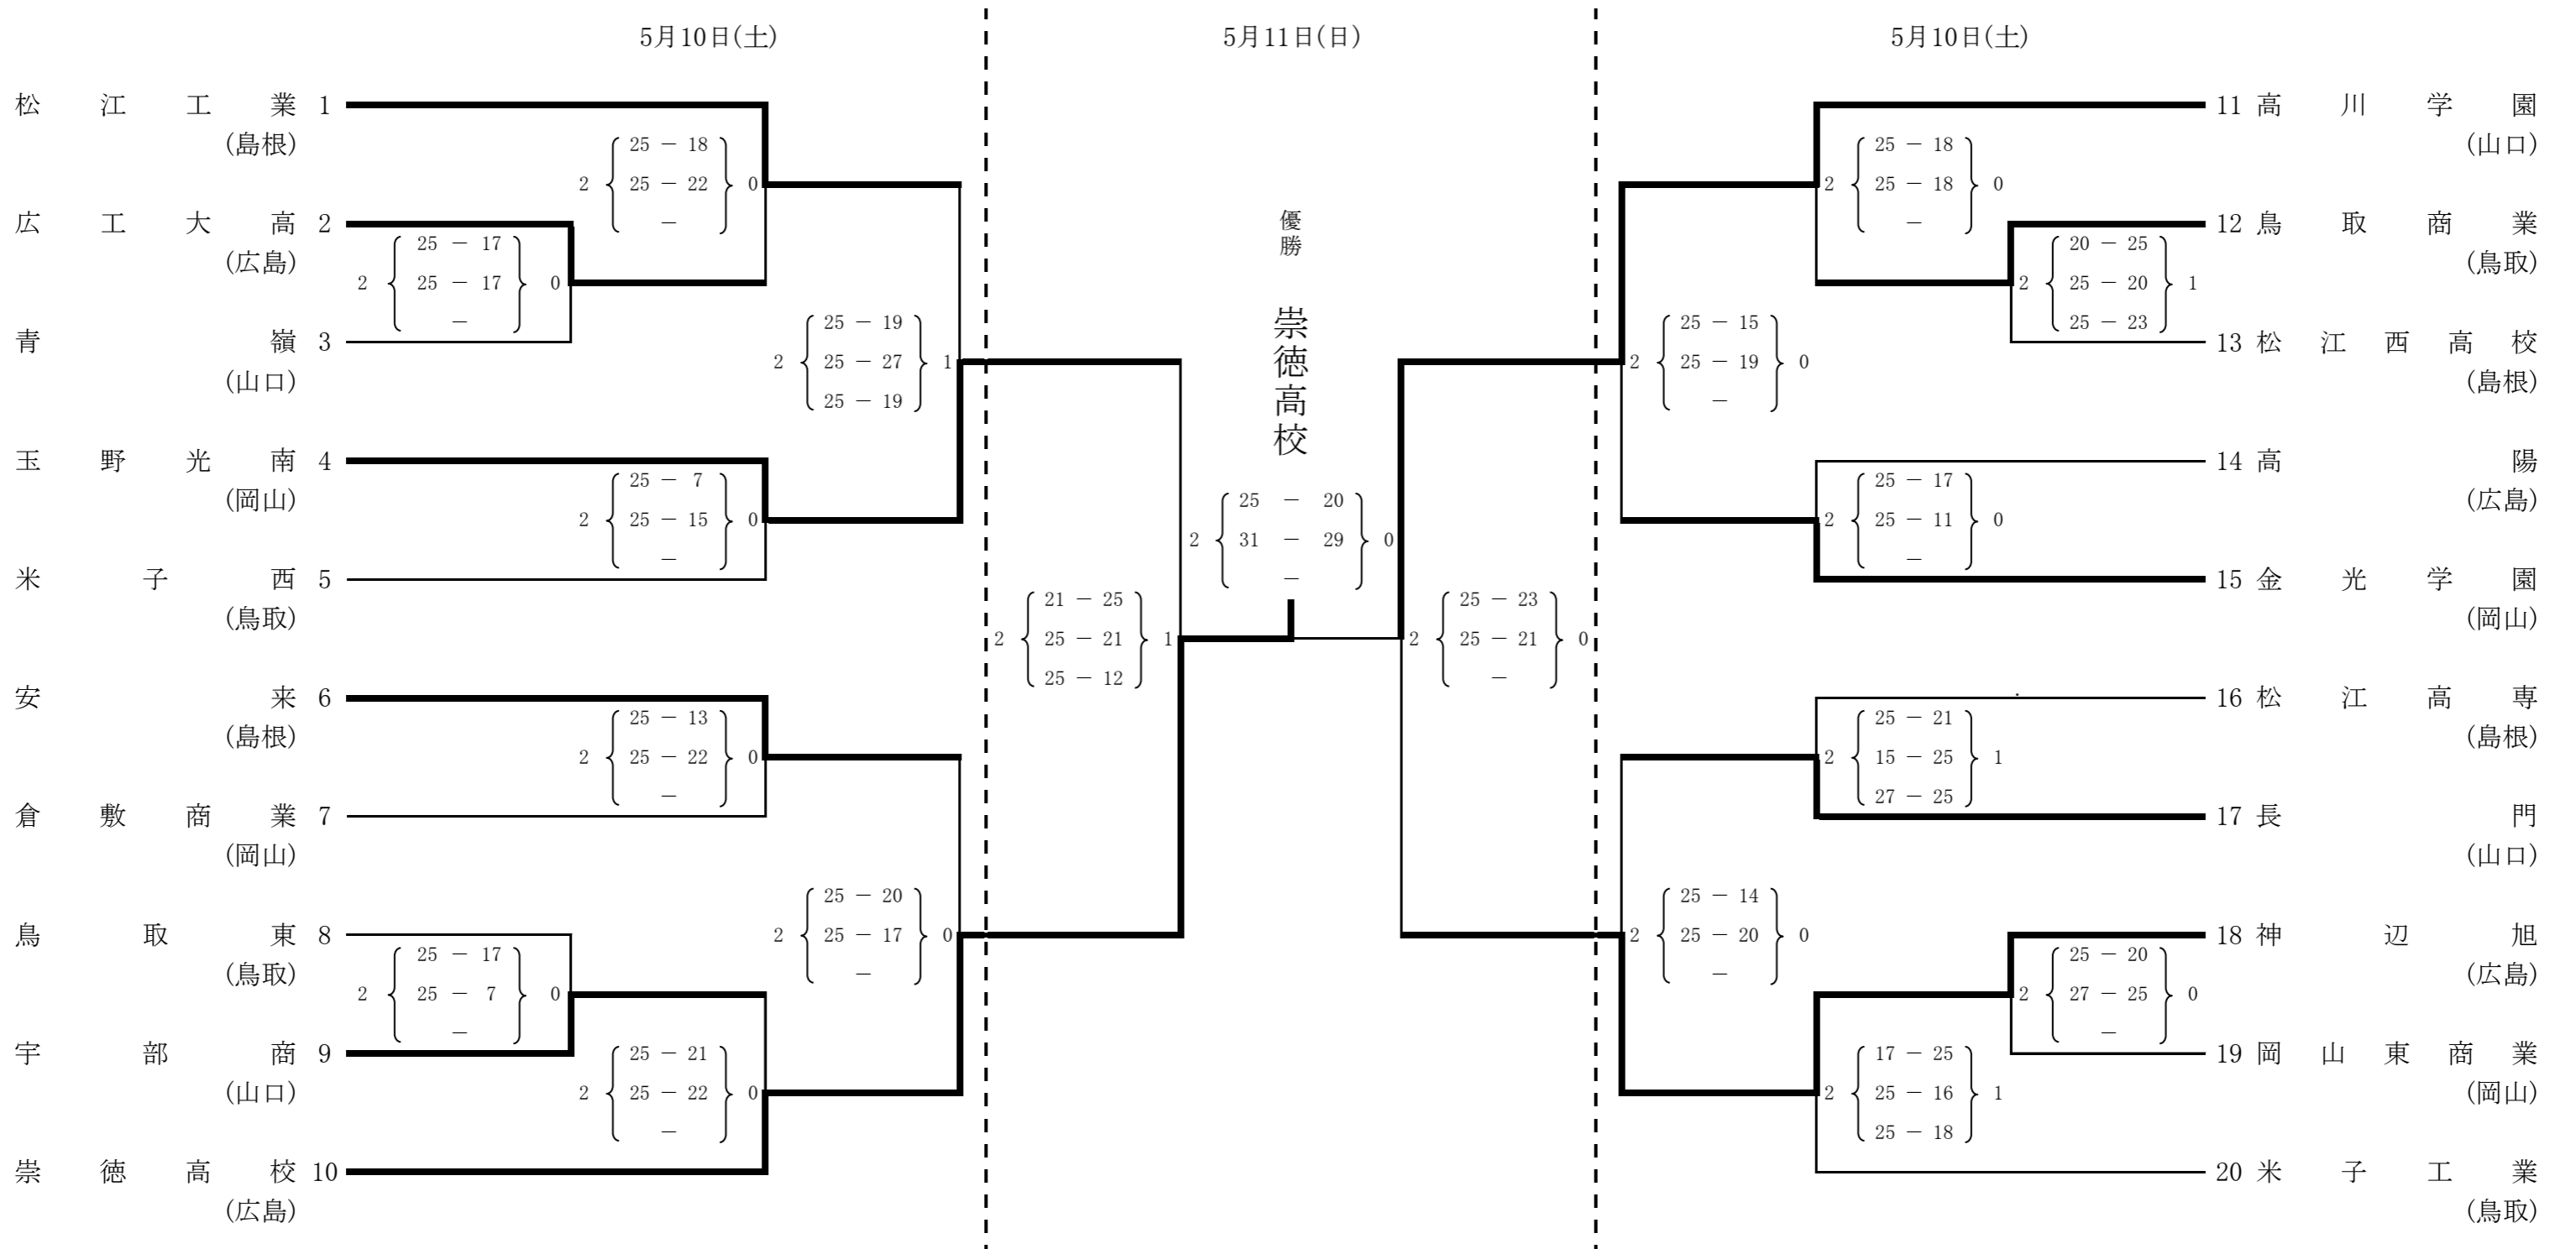 5月10日(土) 5月11日(日) 5月10日(土)
松江工業 1
(島根)
広工大高 2
(広島)
青嶺 3
(山口)
玉野光南 4
(岡山)
米子西 5
(鳥取)
安来 6
(島根)
倉敷商業 7
(岡山)
鳥取東 8
(鳥取)
宇部商 9
(山口)
崇徳高校 10
(広島)
25 － 17
2 25 － 17 0
－
25 － 17
2 25 － 7 0
－
25 － 18
2 25 － 22 0
－
25 － 7
2 25 － 15 0
－
25 － 13
2 25 － 22 0
－
25 － 21
2 25 － 22 0
－
25 － 19
2 25 － 27 1
25 － 19
25 － 20
2 25 － 17 0
－
21 － 25
2 25 － 21 1
25 － 12
優勝
崇徳高校
25 － 20
2 31 － 29 0
－
25 － 23
2 25 － 21 0
－
25 － 15
2 25 － 19 0
－
25 － 14
2 25 － 20 0
－
25 － 18
2 25 － 18 0
－
25 － 17
2 25 － 11 0
－
25 － 21
2 15 － 25 1
27 － 25
17 － 25
2 25 － 16 1
25 － 18
20 － 25
2 25 － 20 1
25 － 23
25 － 20
2 27 － 25 0
－
11 高川学園
(山口)
12 鳥取商業
(鳥取)
13 松江西高校
(島根)
14 高陽
(広島)
15 金光学園
(岡山)
16 松江高専
(島根)
17 長門
(山口)
18 神辺旭
(広島)
19 岡山東商業
(岡山)
20 米子工業
(鳥取)